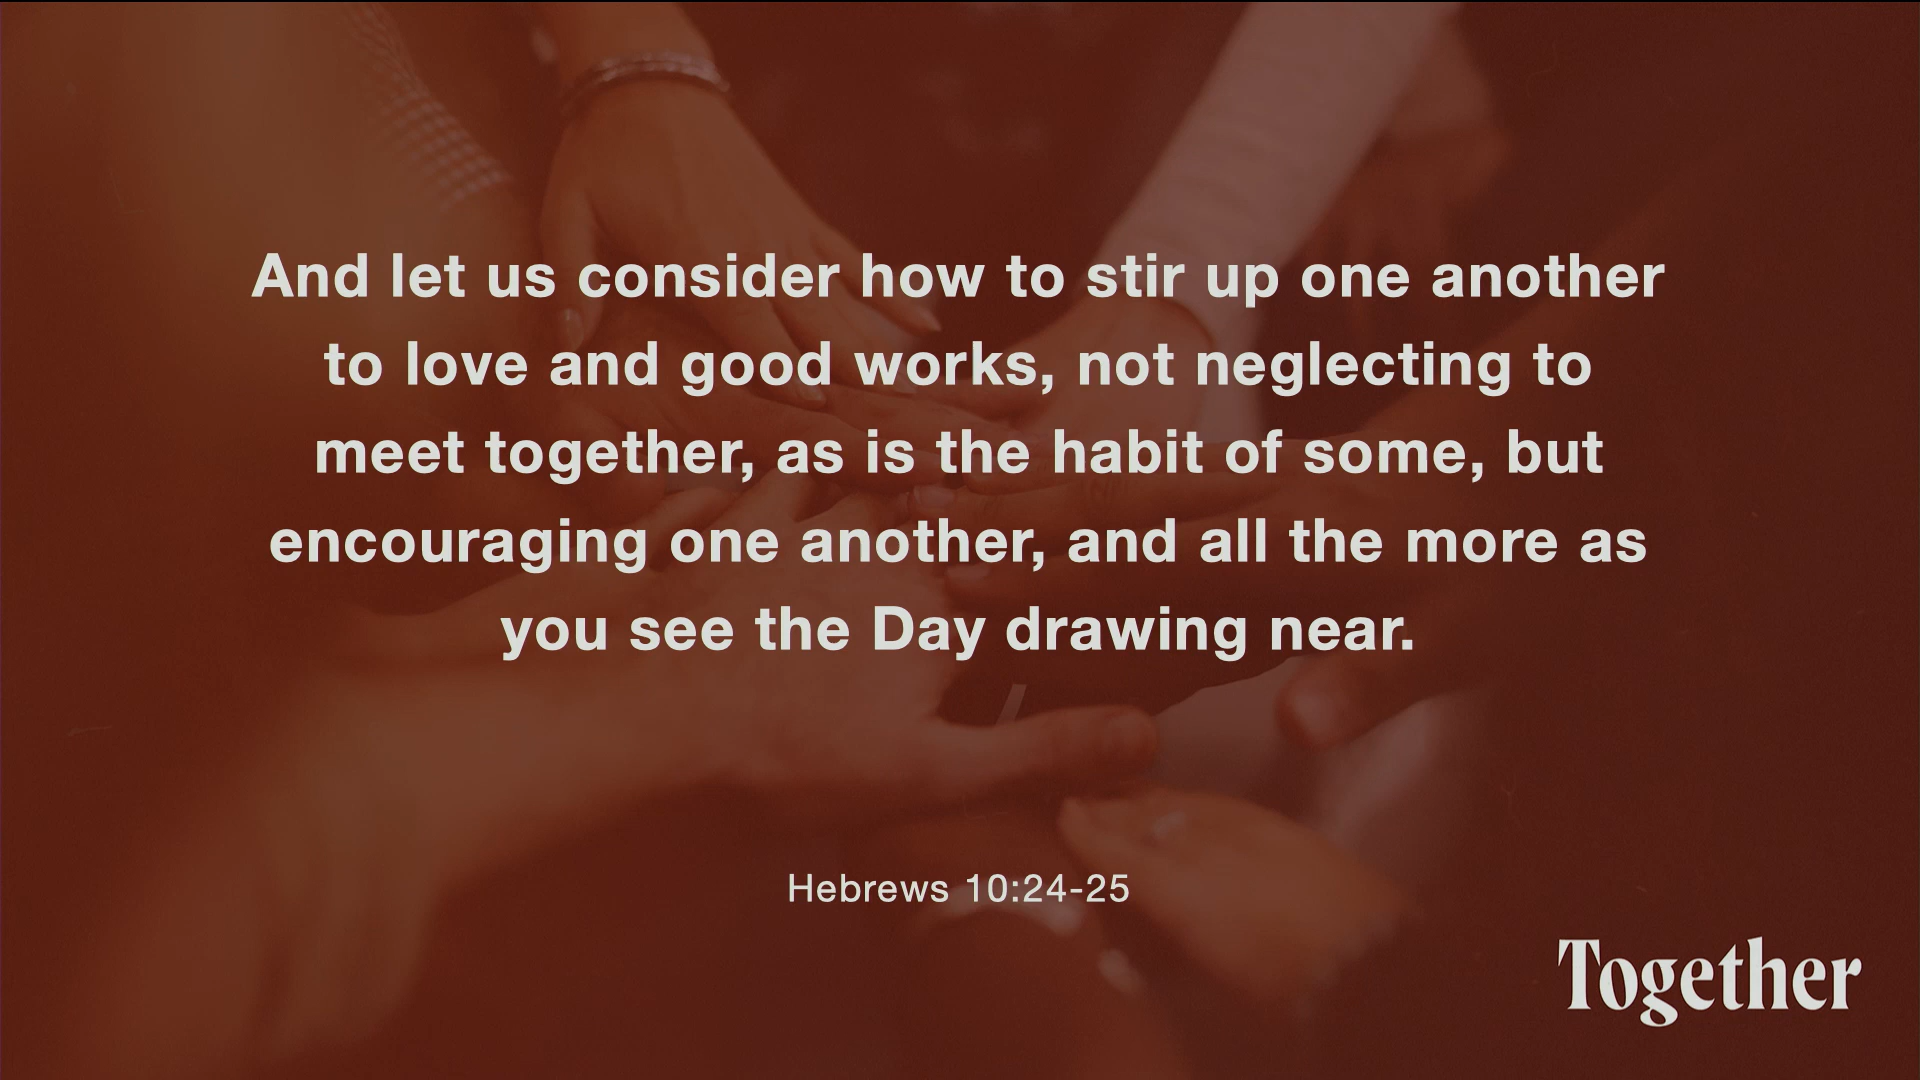 And let us consider how to stir up one another
to love and good works, not neglecting to
meet together, as is the habit of some, but
encouraging one another, and all the more as
you see the Day drawing near.
Hebrews 10:24-25
Together